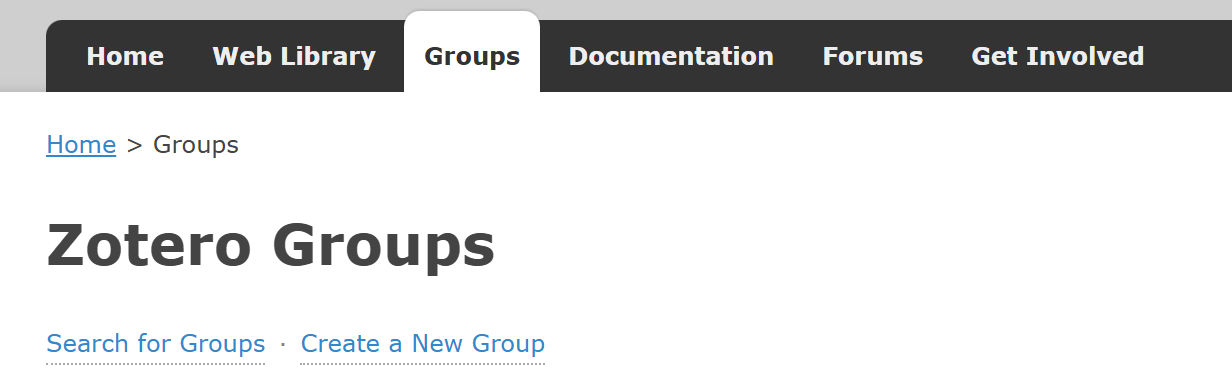 Home Web Library Groups Documentation Forums Get Involved
Home > Groups
Zotero Groups
Search for Groups · Create a New Group